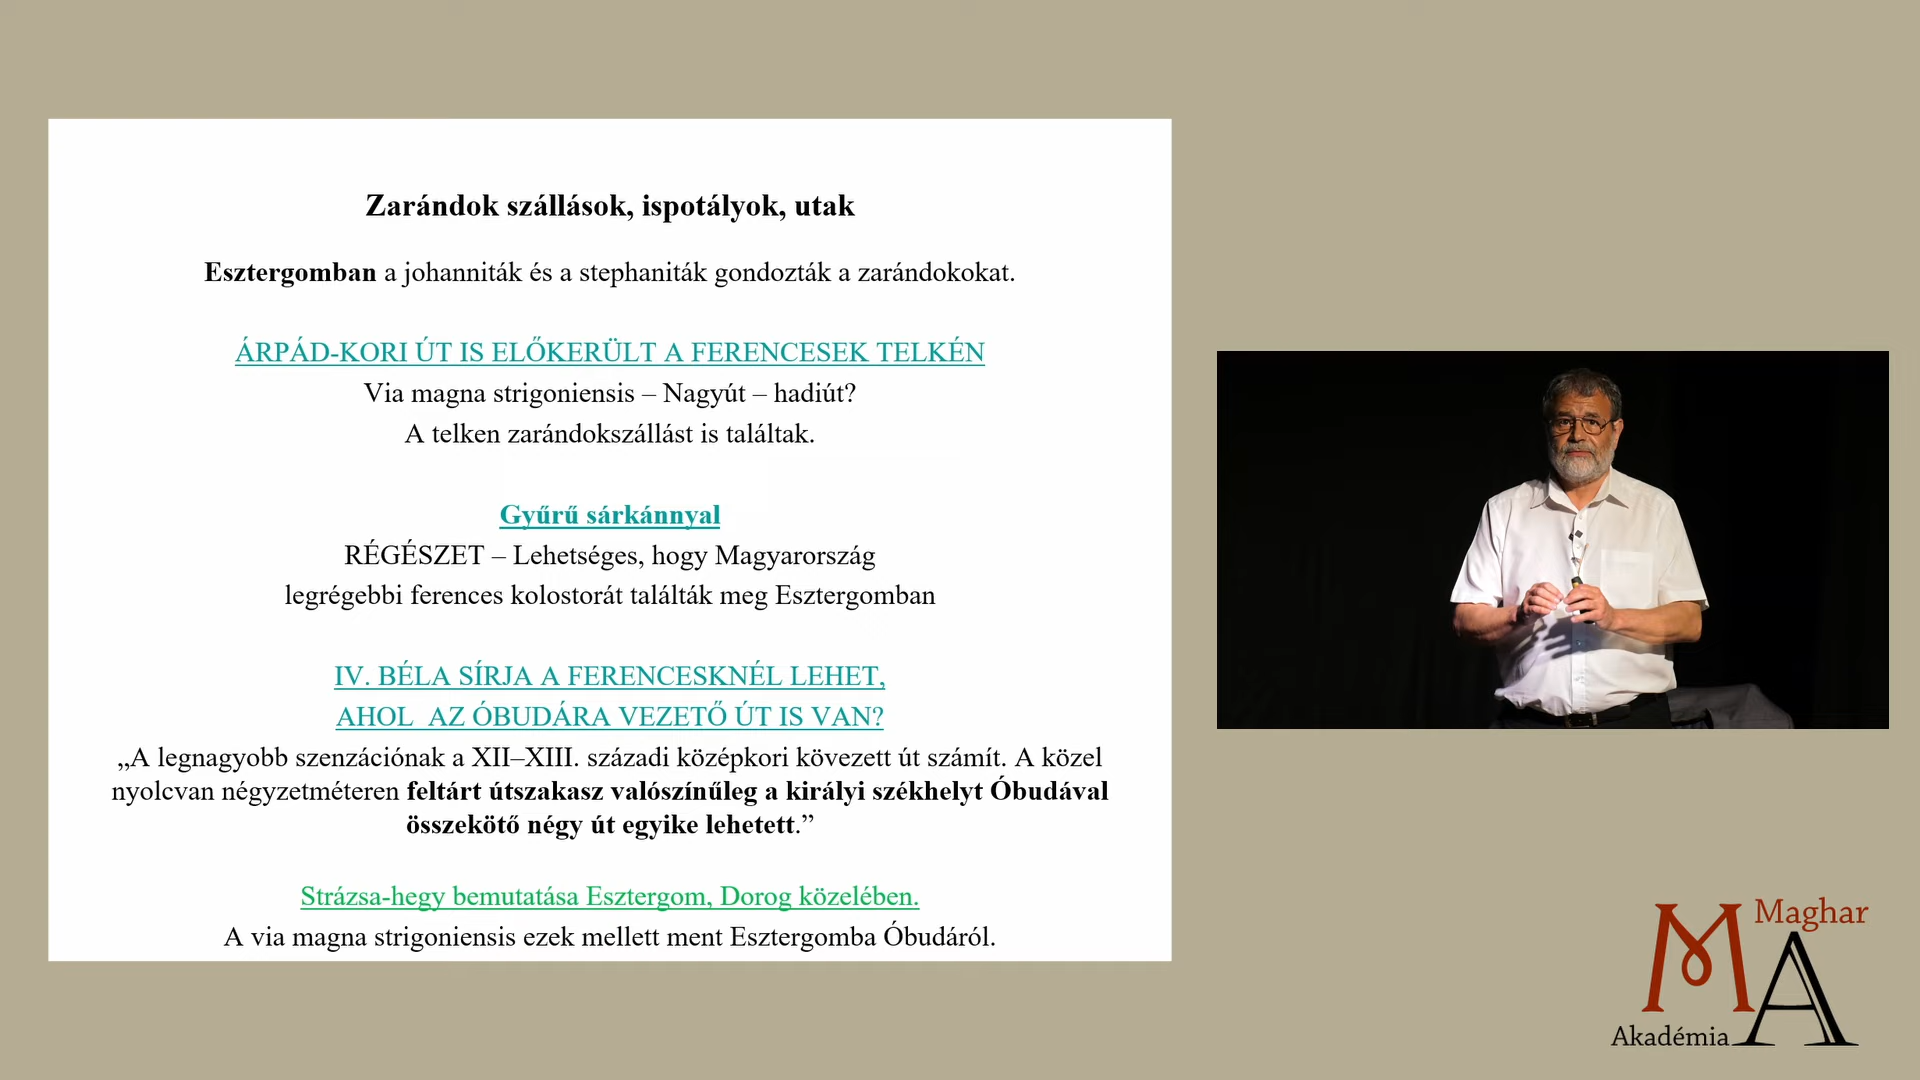 Zarándok szállások, ispotályok, utak
Esztergomban a johanniták és a stephaniták gondozták a zarándokokat.
ÁRPÁD-KORI ÚT IS ELŐKERÜLT A FERENCESEK TELKÉN
Via magna strigoniensis – Nagyút – hadiút?
A telken zarándokszállást is találtak.
Gyűrű sárkánnyal
RÉGÉSZET – Lehetséges, hogy Magyarország
legrégebbi ferences kolostorát találták meg Esztergomban
IV. BÉLA SÍRJA A FERENCESKNÉL LEHET,
AHOL AZ ÓBUDÁRA VEZETŐ ÚT IS VAN?
„A legnagyobb szenzációnak a XII–XIII. századi középkori kövezett út számít. A közel
nyolcvan négyzetméteren feltárt útszakasz valószínűleg a királyi székhelyt Óbudával
összekötő négy út egyike lehetett.”
Strázsa-hegy bemutatása Esztergom, Dorog közelében.
A via magna strigoniensis ezek mellett ment Esztergomba Óbudáról.
Maghar
MA
Akadémia